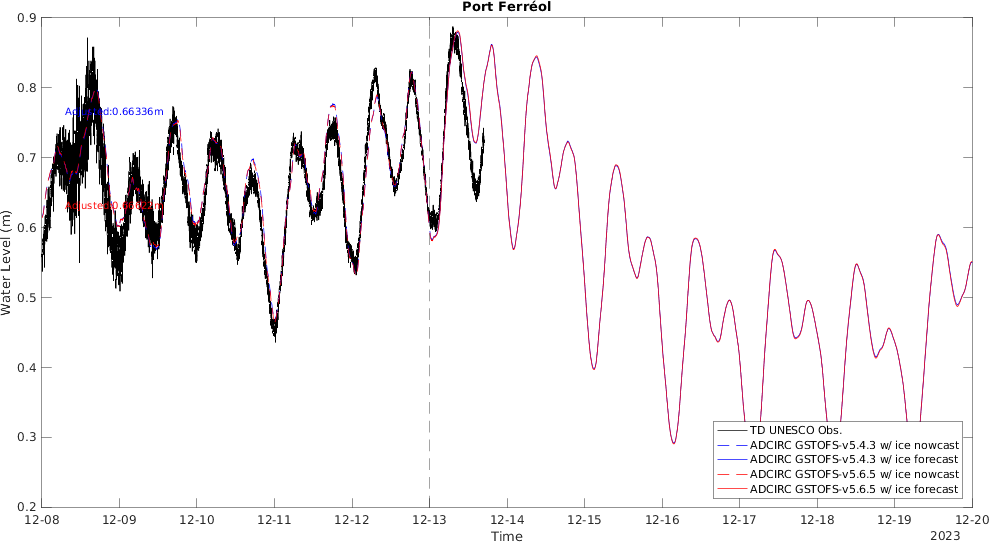 Port Ferréol
0.9
0.8
0.7
0.6
0.5
0.4
0.3
0.2
Water Level (m)
Adjusted:0.66336m
TD UNESCO Obs.
ADCIRC GSTOFS-v5.4.3 w/ ice nowcast
ADCIRC GSTOFS-v5.4.3 w/ ice forecast
ADCIRC GSTOFS-v5.6.5 w/ ice nowcast
ADCIRC GSTOFS-v5.6.5 w/ ice forecast
12-08 12-09 12-10 12-11 12-12 12-13 12-14 12-15 12-16 12-17 12-18 12-19 12-20
Time
2023